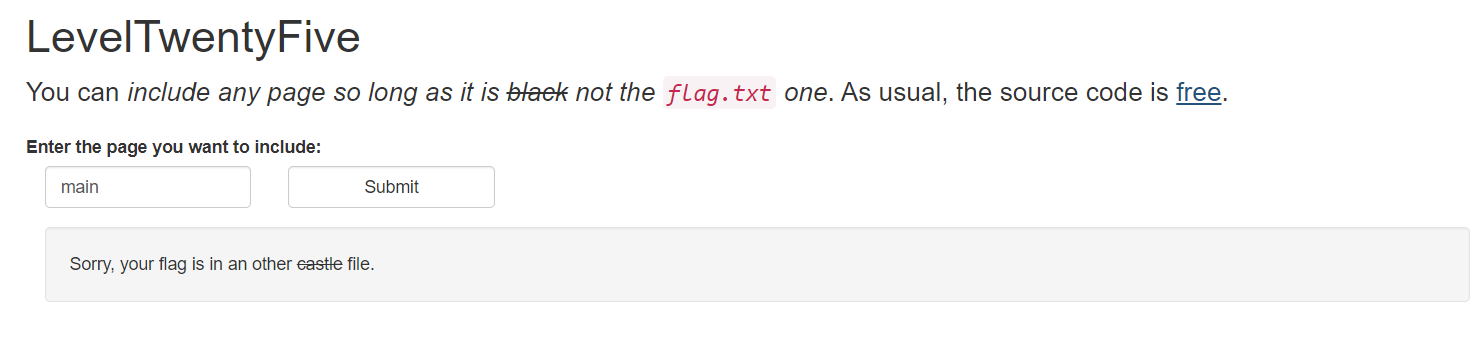 LevelTwentyFive
You can include any page so long as it is black not the flag.txt one. As usual, the source code is free.
Enter the page you want to include:
main
Submit
Sorry, your flag is in an other castle file.